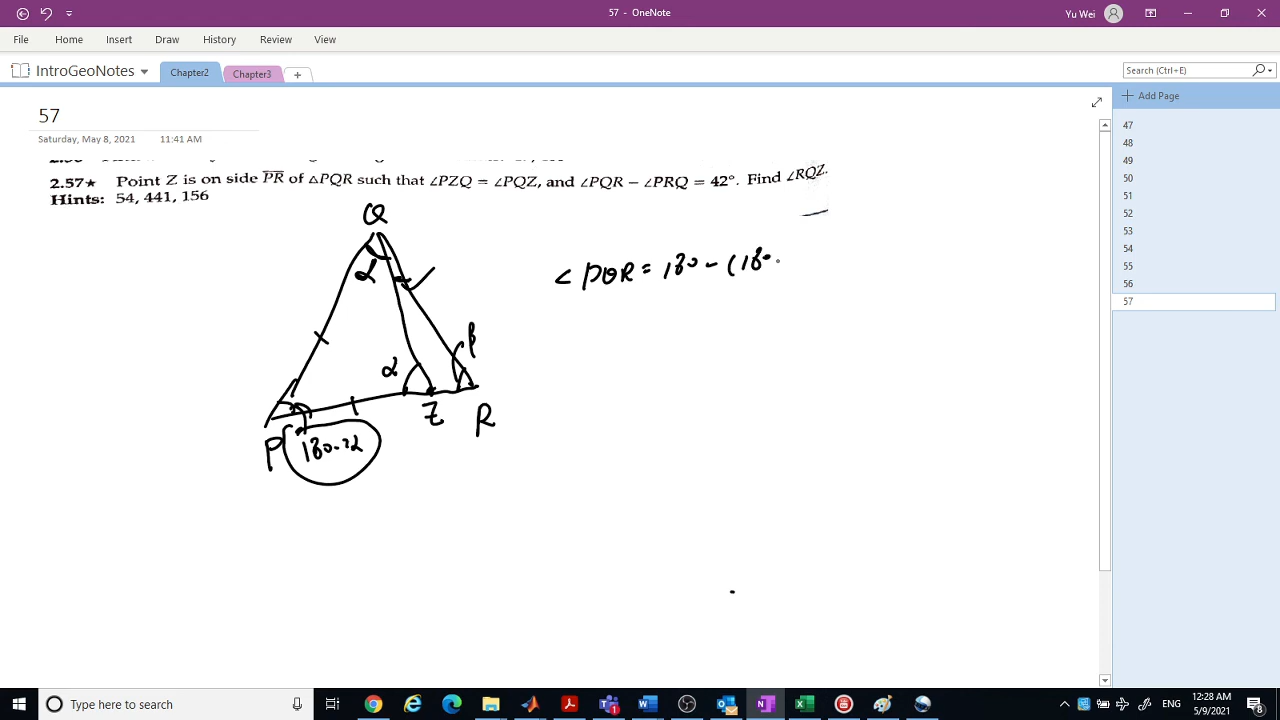 57 - OneNote
Yu Wei
File Home Insert Draw History Review View
IntroGeoNotes Chapter2 Chapter3 +
Search (Ctrl+E)
57
Saturday, May 8, 2021 11:41 AM
2.57★ Point Z is on side PR of △PQR such that ∠PZQ = ∠PQZ, and ∠PQR − ∠PRQ = 42°. Find ∠RQZ.
Hints: 54, 441, 156
Q
α
∠ PQR = 180 - (180
β
α
Z
R
P
180-2α
Add Page
47
48
49
50
51
52
53
54
55
56
57
Type here to search
ENG
12:28 AM
5/9/2021
8